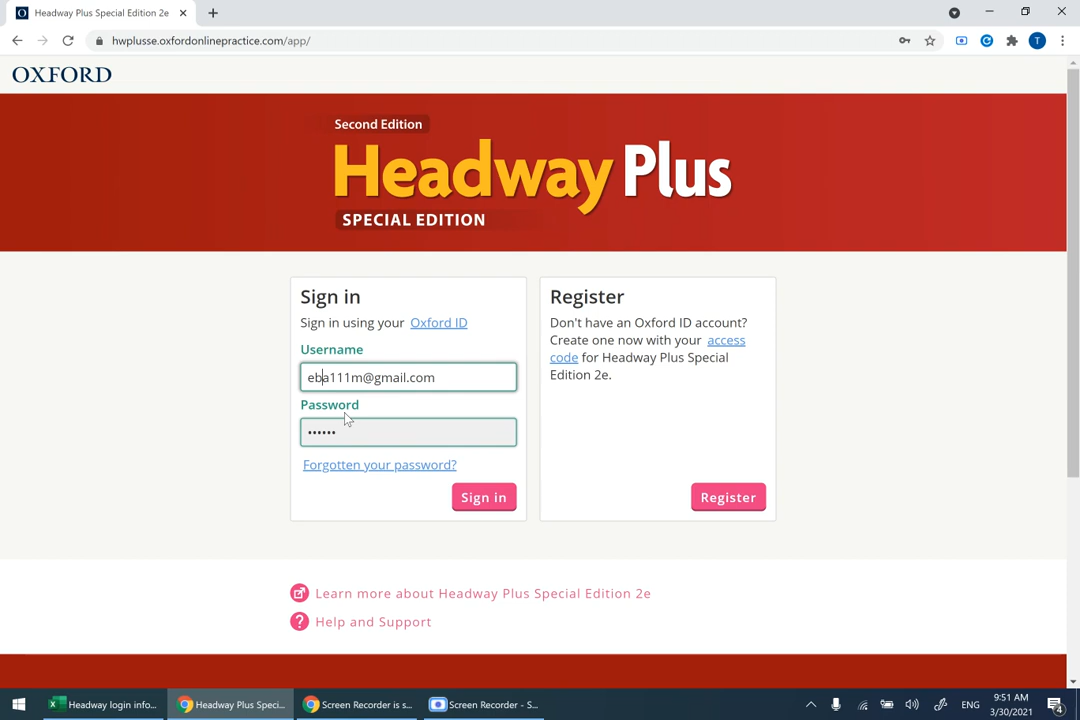 Headway Plus Special Edition 2e
hwplusse.oxfordonlinepractice.com/app/
T
OXFORD
Second Edition
Headway Plus
SPECIAL EDITION
Sign in
Sign in using your Oxford ID
Username
eba111m@gmail.com
Password
••••••
Forgotten your password?
Sign in
Register
Don't have an Oxford ID account?
Create one now with your access
code for Headway Plus Special
Edition 2e.
Register
Learn more about Headway Plus Special Edition 2e
Help and Support
Headway login info...
Headway Plus Speci...
Screen Recorder is s...
Screen Recorder - S...
ENG
9:51 AM
3/30/2021
4